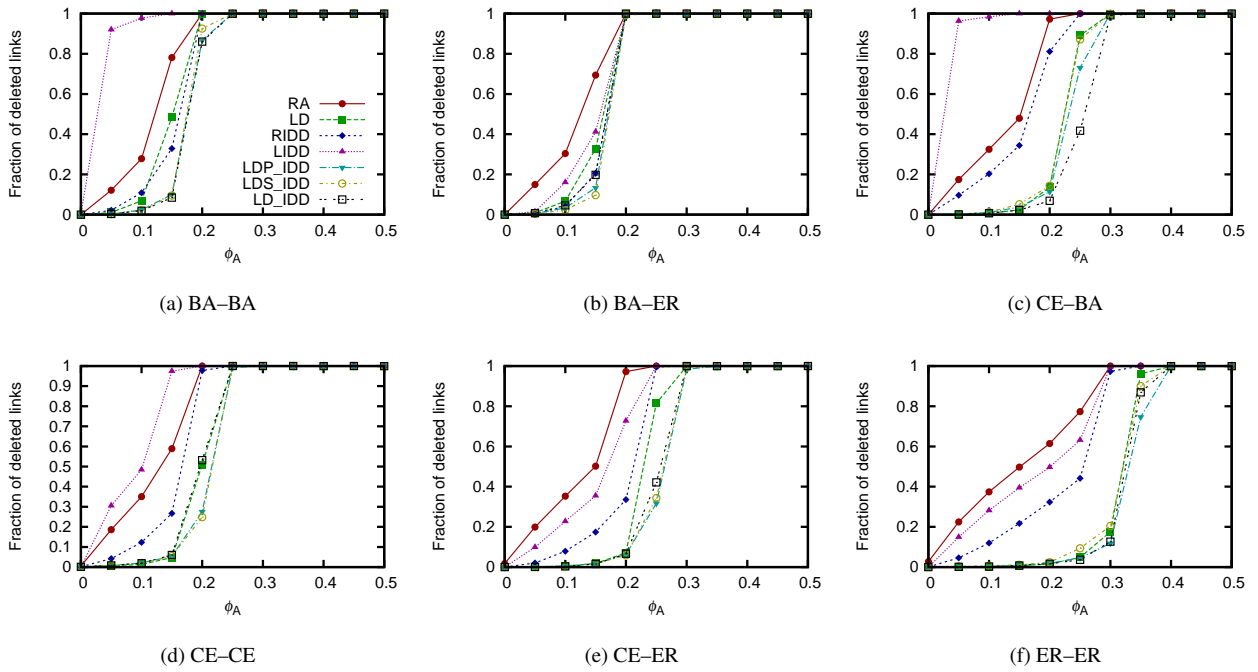 Fraction of deleted links
1
0.8
0.6
0.4
0.2
0
RA
LD
RIDD
LIDD
LDP_IDD
LDS_IDD
LD_IDD
0 0.1 0.2 0.3 0.4 0.5
ϕA
(a) BA–BA
Fraction of deleted links
1
0.8
0.6
0.4
0.2
0
0 0.1 0.2 0.3 0.4 0.5
ϕA
(b) BA–ER
Fraction of deleted links
1
0.8
0.6
0.4
0.2
0
0 0.1 0.2 0.3 0.4 0.5
ϕA
(c) CE–BA
Fraction of deleted links
1
0.9
0.8
0.7
0.6
0.5
0.4
0.3
0.2
0.1
0
0 0.1 0.2 0.3 0.4 0.5
ϕA
(d) CE–CE
Fraction of deleted links
1
0.8
0.6
0.4
0.2
0
0 0.1 0.2 0.3 0.4 0.5
ϕA
(e) CE–ER
Fraction of deleted links
1
0.8
0.6
0.4
0.2
0
0 0.1 0.2 0.3 0.4 0.5
ϕA
(f) ER–ER